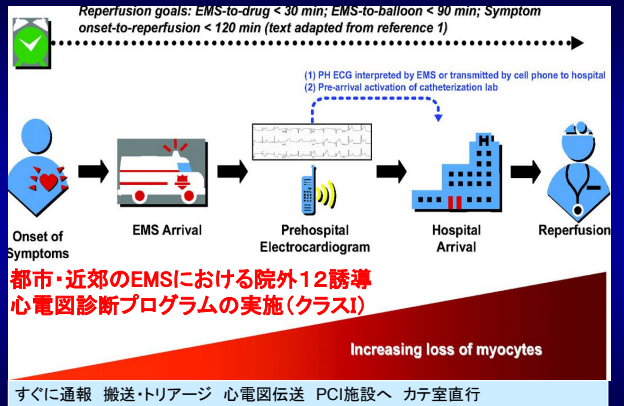 Reperfusion goals: EMS-to-drug < 30 min; EMS-to-balloon < 90 min; Symptom
onset-to-reperfusion < 120 min (text adapted from reference 1)
(1) PH ECG interpreted by EMS or transmitted by cell phone to hospital
(2) Pre-arrival activation of catheterization lab
H
Onset of
Symptoms
EMS Arrival
Prehospital
Electrocardiogram
Hospital
Arrival
Reperfusion
都市・近郊のEMSにおける院外１２誘導
心電図診断プログラムの実施（クラスI）
Increasing loss of myocytes
すぐに通報　搬送・トリアージ　心電図伝送　PCI施設へ　カテ室直行